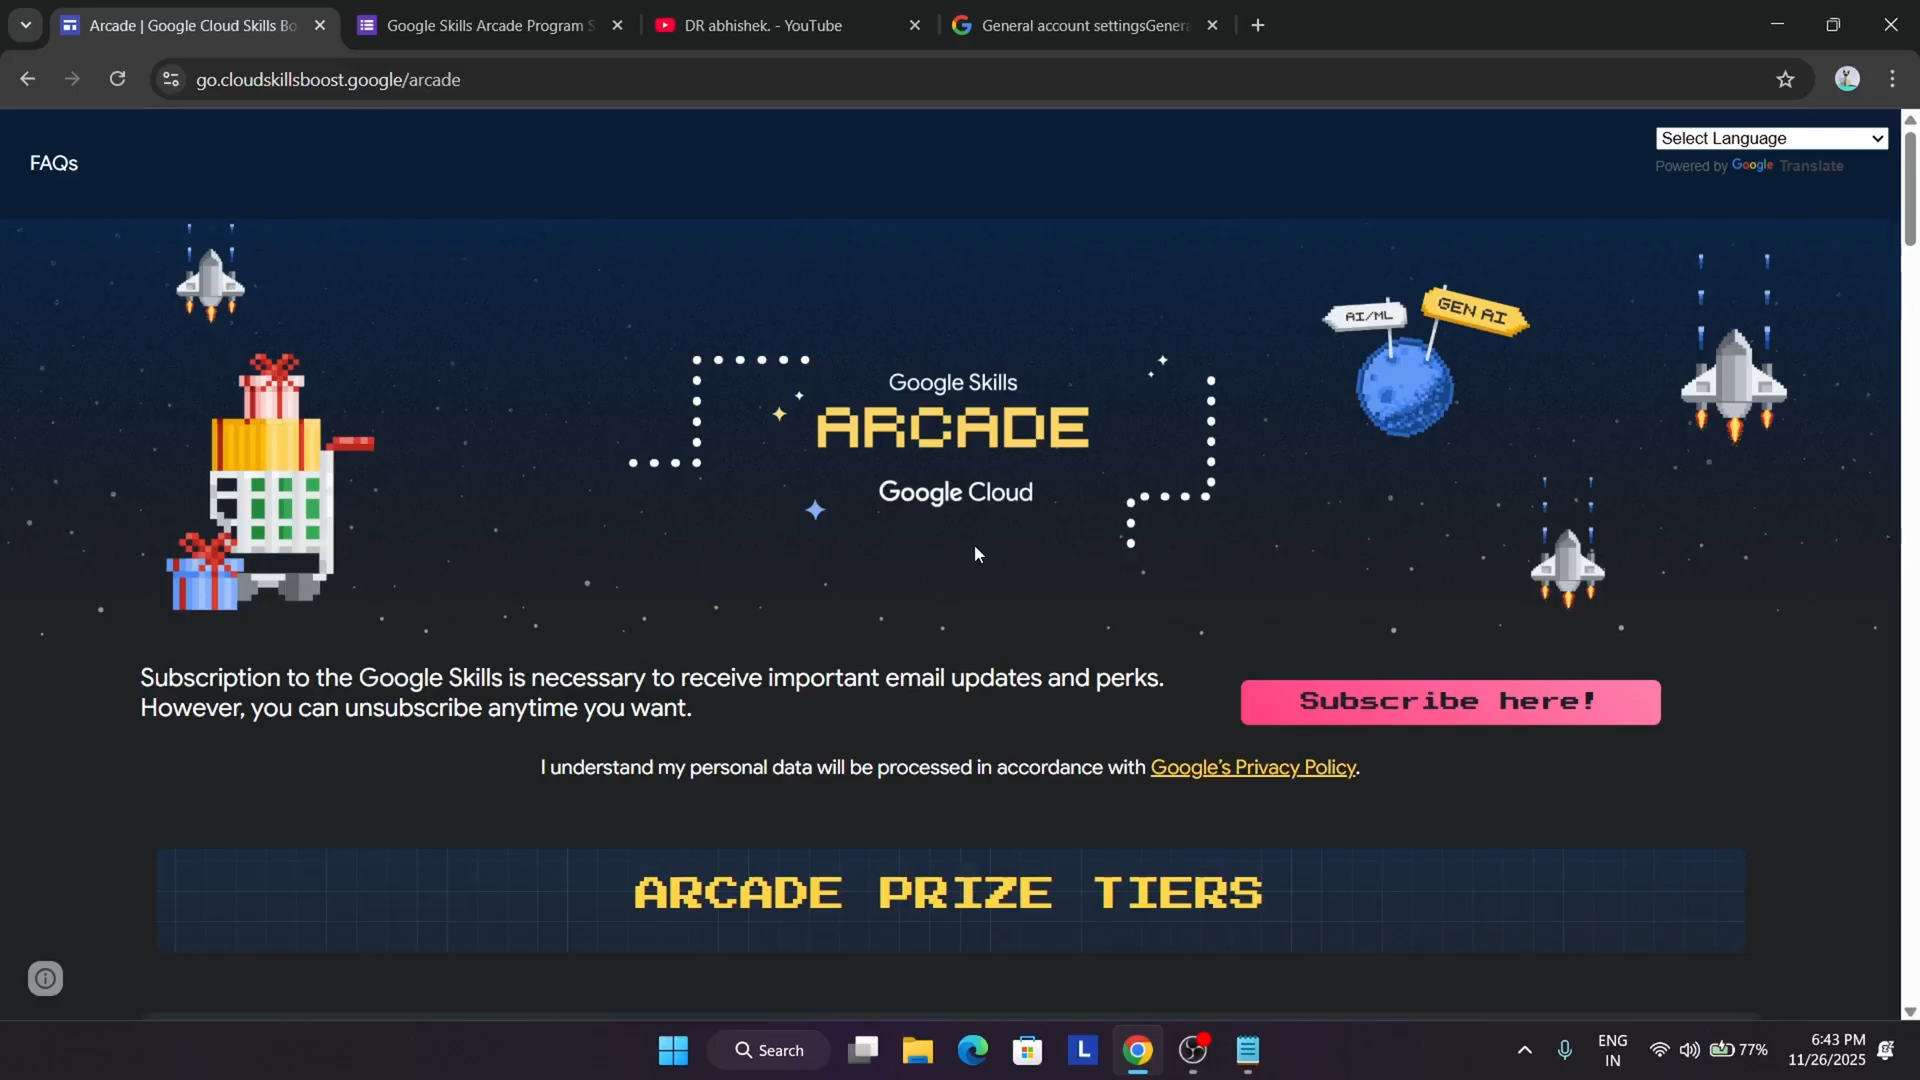 Arcade | Google Cloud Skills Bo
Google Skills Arcade Program S
DR abhishek. - YouTube
General account settingsGenera
go.cloudskillsboost.google/arcade
FAQs
Select Language
Powered by Google Translate
AI/ML
GEN AI
Google Skills
ARCADE
Google Cloud
Subscription to the Google Skills is necessary to receive important email updates and perks.
However, you can unsubscribe anytime you want.
Subscribe here!
I understand my personal data will be processed in accordance with Google's Privacy Policy.
ARCADE PRIZE TIERS
Search
L
ENG
IN
77%
6:43 PM
11/26/2025